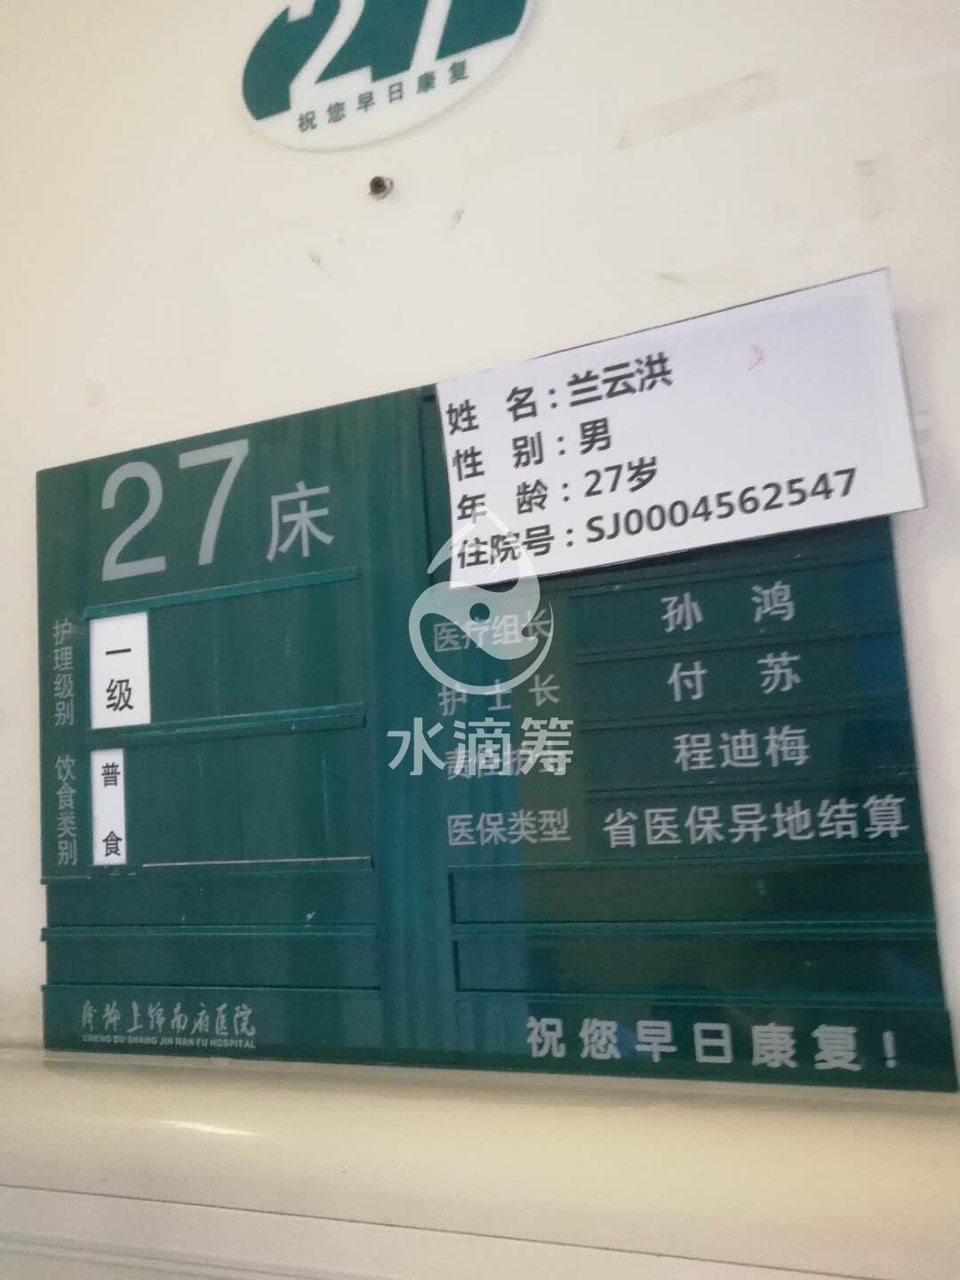 27
祝您早日康复
姓 名：兰云洪
性 别：男
年 龄：27岁
住院号：SJ0004562547
27床
护理级别
一级
饮食类别
普食
医疗组长 孙 鸿
护士长 付 苏
责任护士 程迪梅
医保类型 省医保异地结算
水滴筹
成都上锦南府医院
CHENG DU SHANG JIN NAN FU HOSPITAL
祝您早日康复！